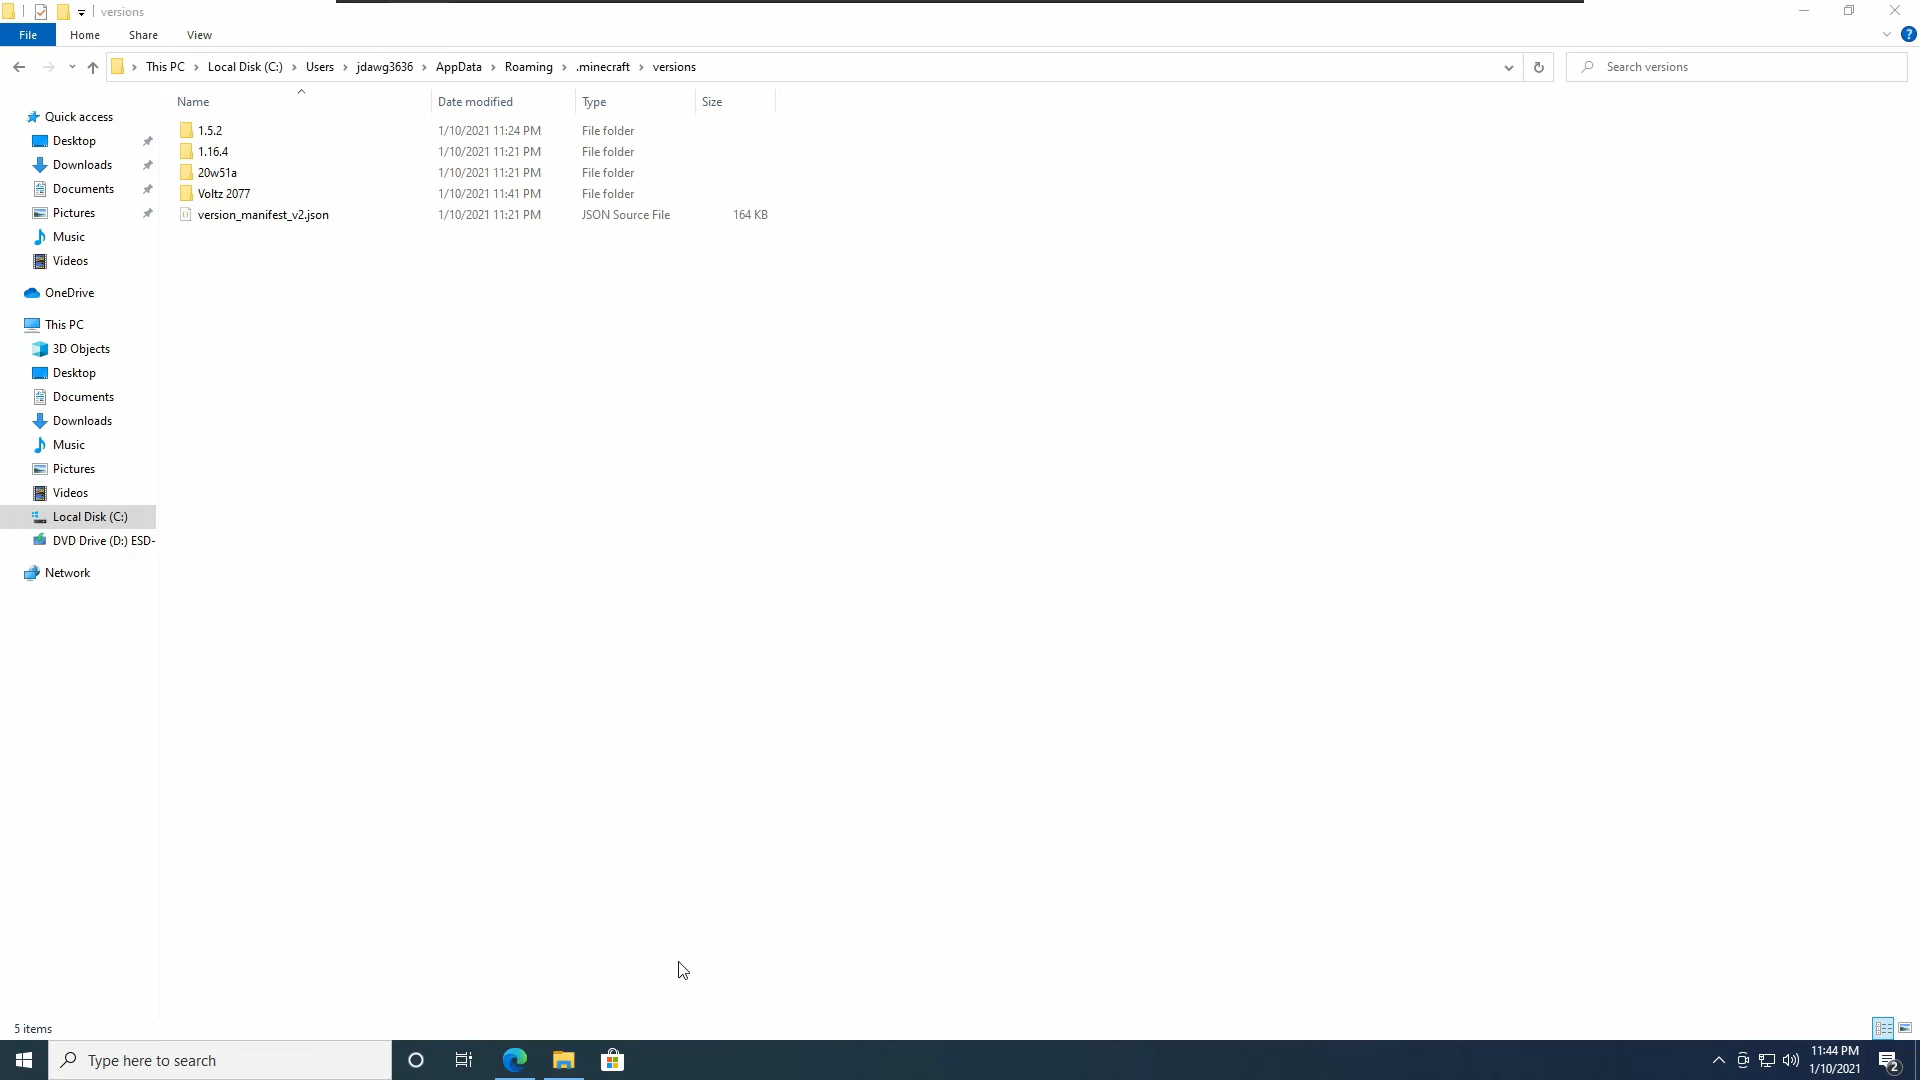 versions
File Home Share View
This PC Local Disk (C:) Users jdawg3636 AppData Roaming .minecraft versions
Search versions
Name Date modified Type Size
1.5.2 1/10/2021 11:24 PM File folder
1.16.4 1/10/2021 11:21 PM File folder
20w51a 1/10/2021 11:21 PM File folder
Voltz 2077 1/10/2021 11:41 PM File folder
version_manifest_v2.json 1/10/2021 11:21 PM JSON Source File 164 KB
Quick access
Desktop
Downloads
Documents
Pictures
Music
Videos
OneDrive
This PC
3D Objects
Desktop
Documents
Downloads
Music
Pictures
Videos
Local Disk (C:)
DVD Drive (D:) ESD-
Network
5 items
Type here to search
11:44 PM
1/10/2021
2